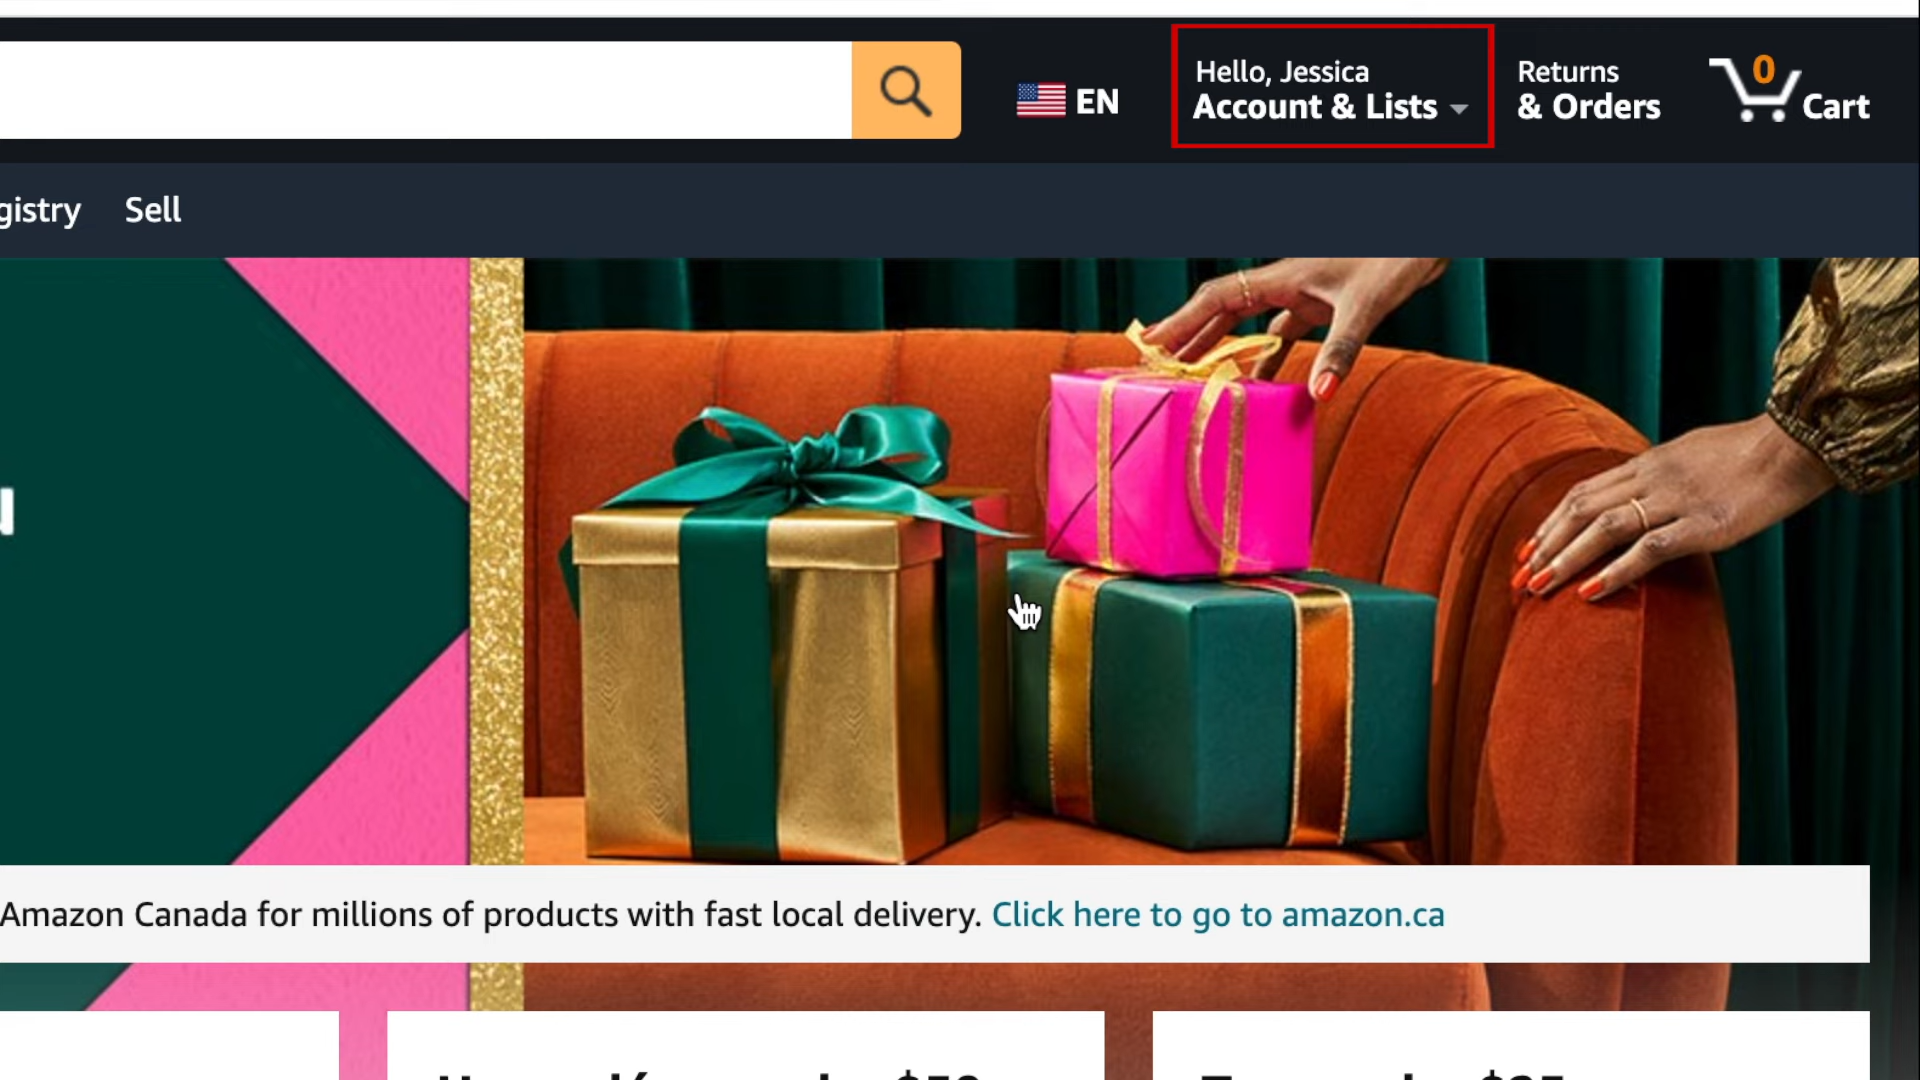 EN
Hello, Jessica
Account & Lists
Returns
& Orders
0
Cart
Sell
Amazon Canada for millions of products with fast local delivery. Click here to go to amazon.ca